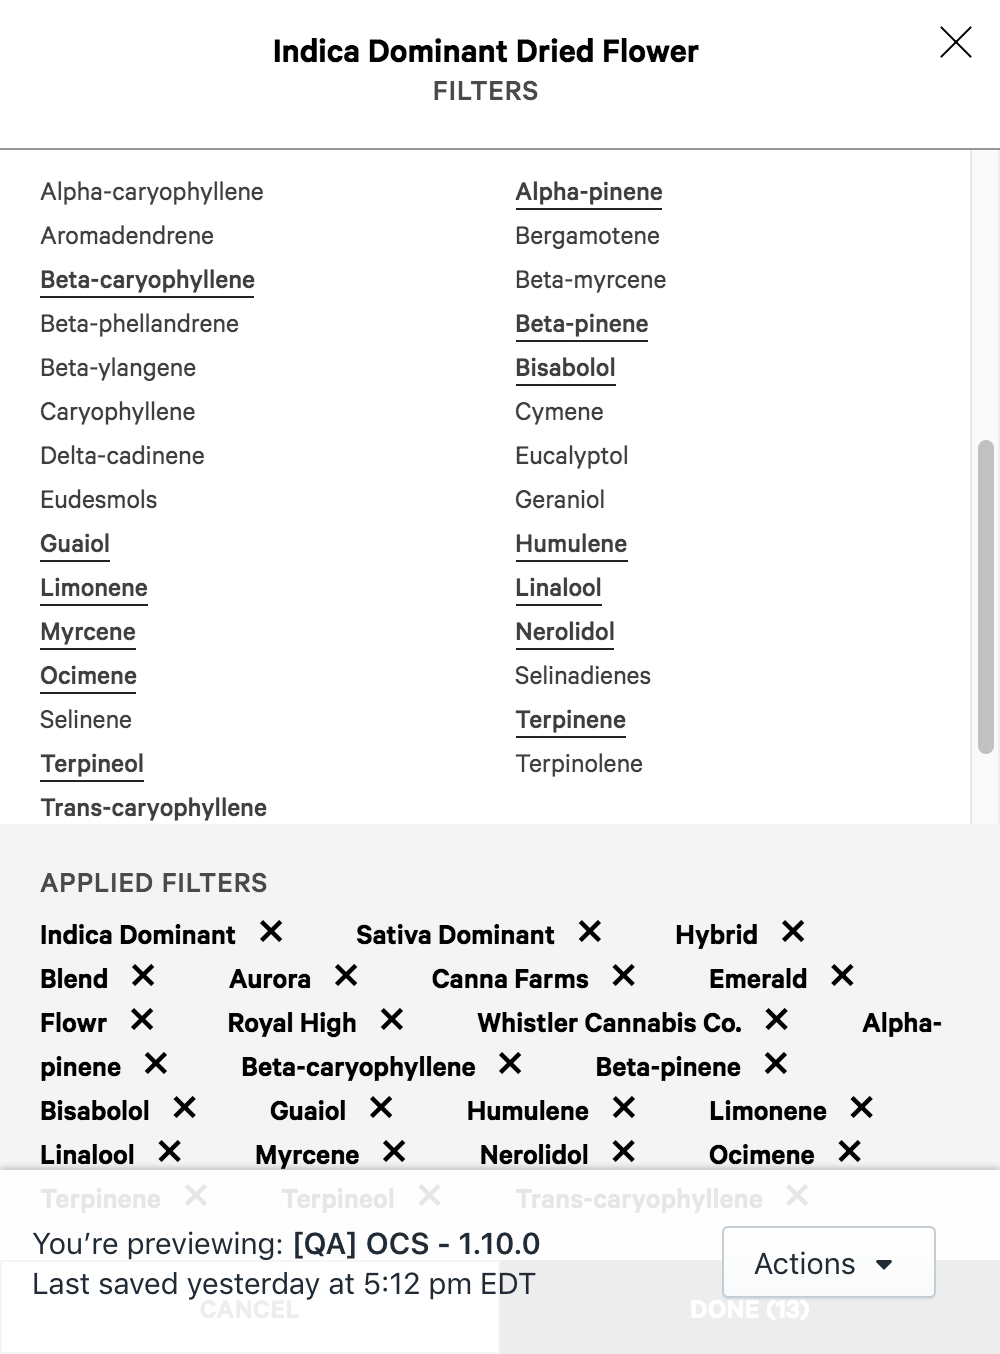 Indica Dominant Dried Flower
FILTERS
Alpha-caryophyllene Alpha-pinene
Aromadendrene Bergamotene
Beta-caryophyllene Beta-myrcene
Beta-phellandrene Beta-pinene
Beta-ylangene Bisabolol
Caryophyllene Cymene
Delta-cadinene Eucalyptol
Eudesmols Geraniol
Guaiol Humulene
Limonene Linalool
Myrcene Nerolidol
Ocimene Selinadienes
Selinene Terpinene
Terpineol Terpinolene
Trans-caryophyllene
APPLIED FILTERS
Indica Dominant Sativa Dominant Hybrid
Blend Aurora Canna Farms Emerald
Flowr Royal High Whistler Cannabis Co. Alpha-
pinene Beta-caryophyllene Beta-pinene
Bisabolol Guaiol Humulene Limonene
Linalool Myrcene Nerolidol Ocimene
Terpinene Terpineol Trans-caryophyllene
You're previewing: [QA] OCS - 1.10.0
Actions
Last saved yesterday at 5:12 pm EDT
CANCEL DONE (13)